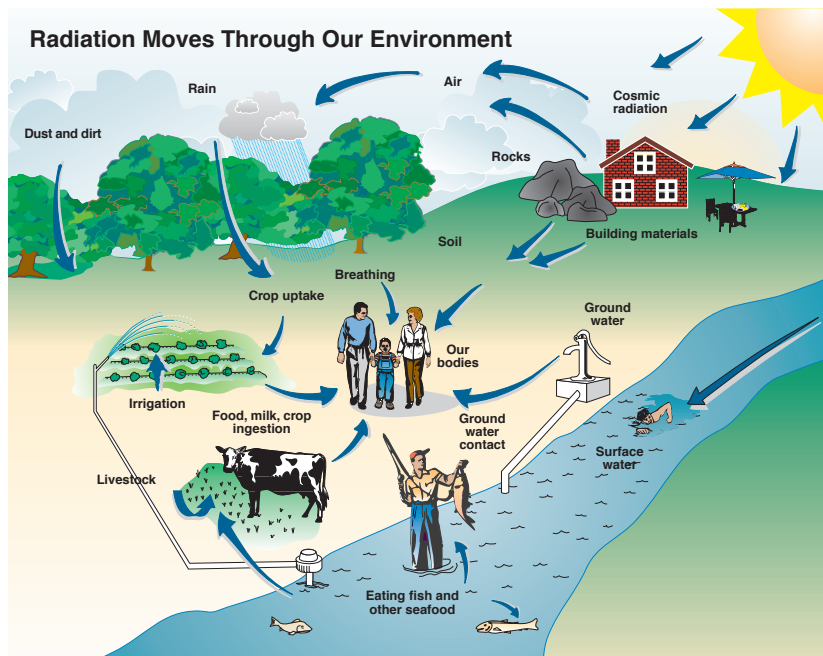 Radiation Moves Through Our Environment
Rain
Air
Cosmic
radiation
Dust and dirt
Rocks
Building materials
Soil
Breathing
Crop uptake
Ground
water
Our
bodies
Irrigation
Food, milk, crop
ingestion
Ground
water
contact
Surface
water
Livestock
Eating fish and
other seafood